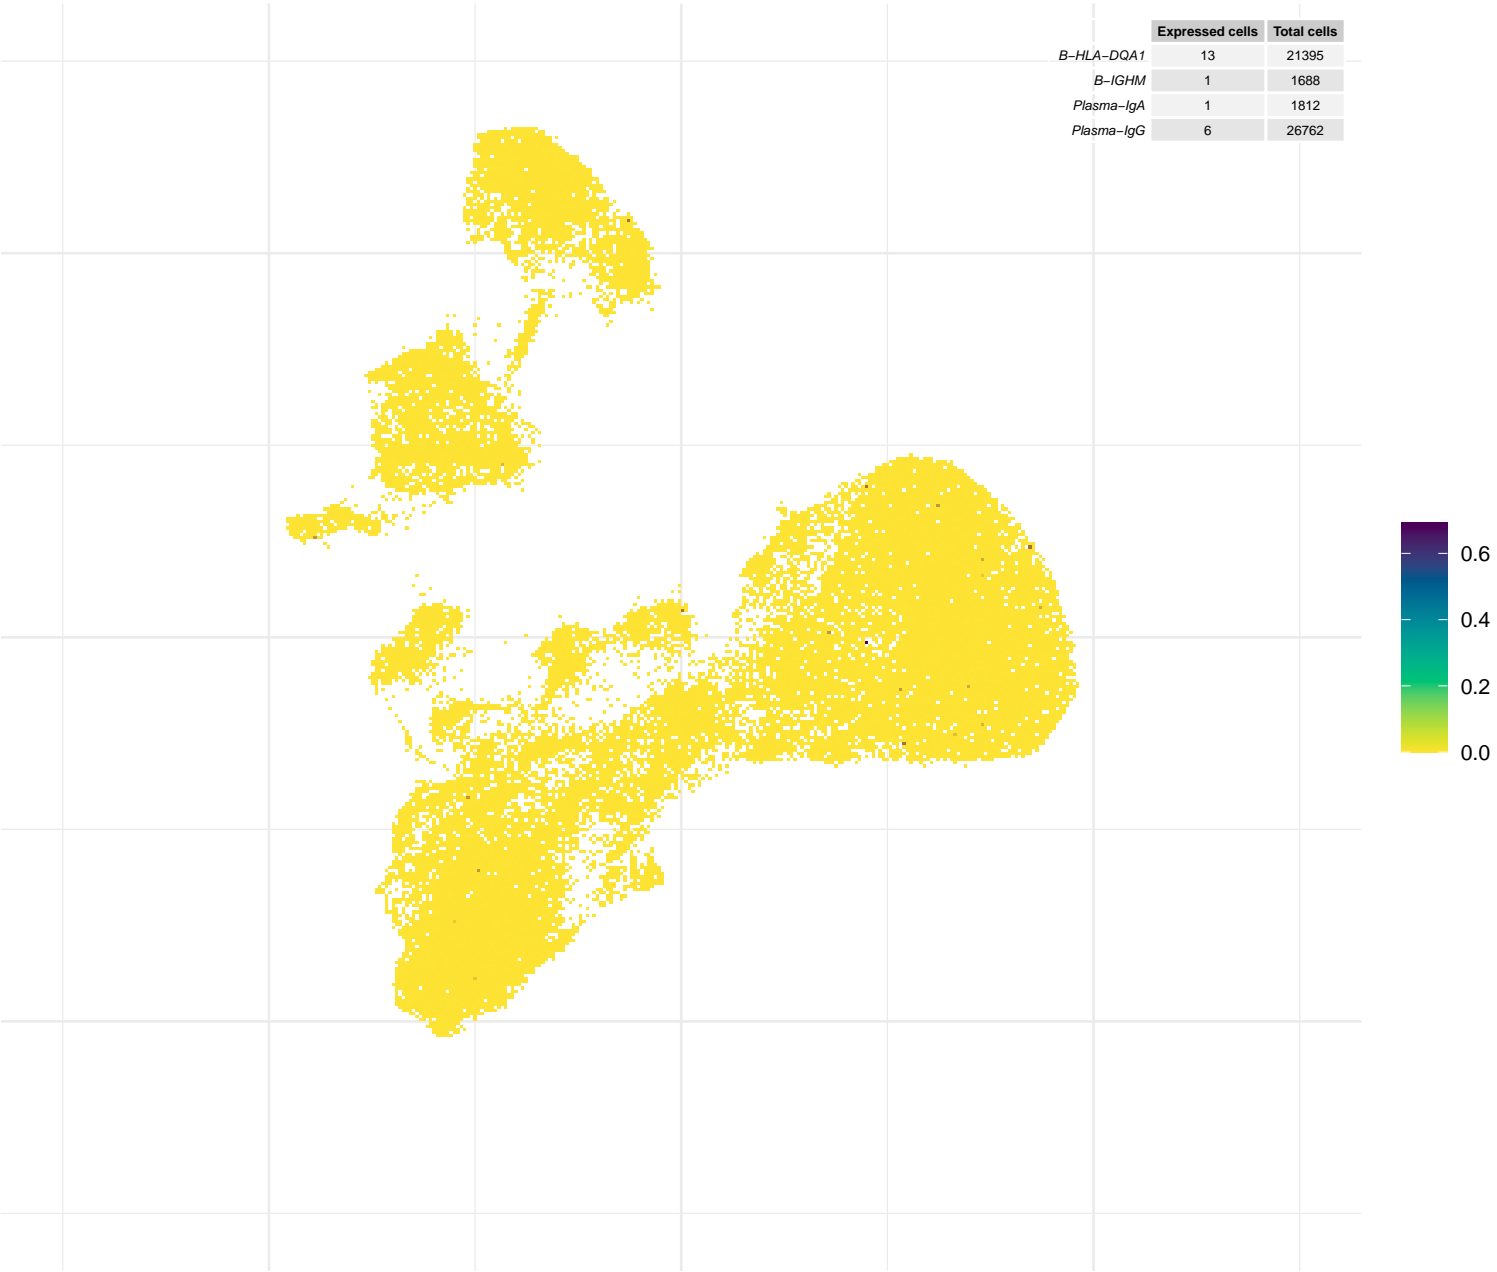 Expressed cells Total cells
B−HLA−DQA1 13 21395
B−IGHM 1 1688
Plasma−IgA 1 1812
Plasma−IgG 6 26762
0.6
0.4
0.2
0.0